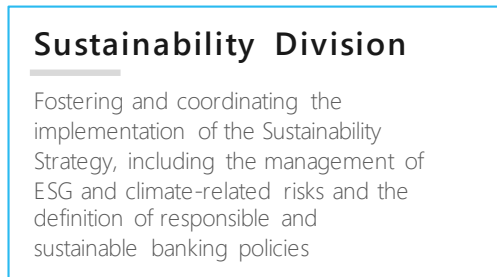 Sustainability Division
Fostering and coordinating the
implementation of the Sustainability
Strategy, including the management of
ESG and climate-related risks and the
definition of responsible and
sustainable banking policies